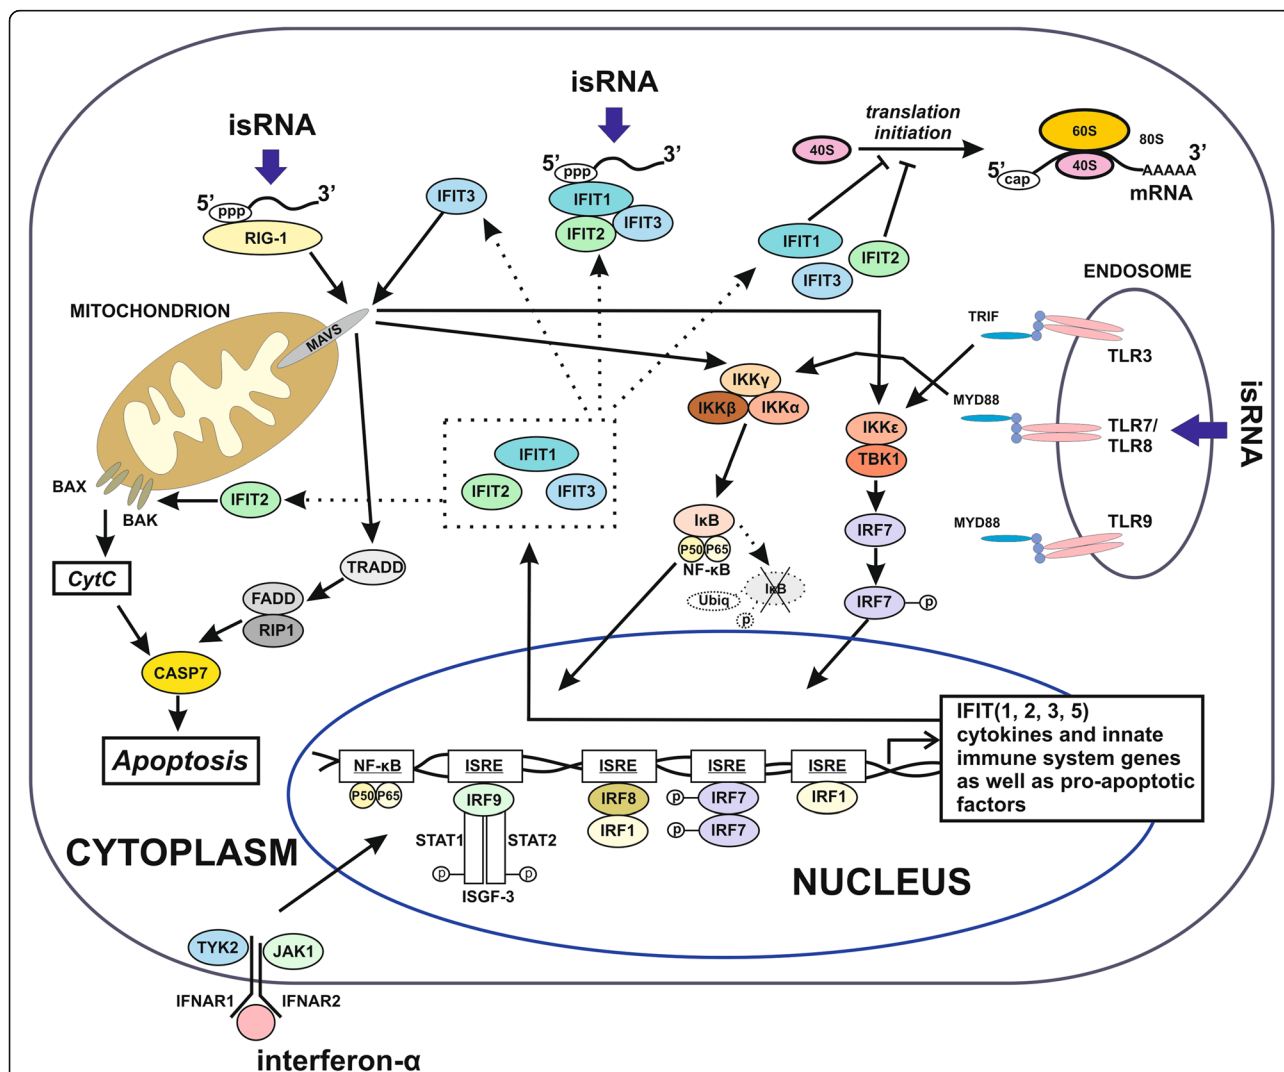 isRNA
5’
3’
ppp
RIG-1
IFIT3
isRNA
5’
3’
ppp
IFIT1
IFIT2
IFIT3
translation
initiation
40S
60S
80S
40S
5’
3’
cap
AAAAA
mRNA
IFIT1
IFIT2
IFIT3
MITOCHONDRION
MAVS
BAX
BAK
IFIT2
CytC
CASP7
Apoptosis
TRADD
FADD
RIP1
IFIT1
IFIT2
IFIT3
IKKγ
IKKβ
IKKα
IκB
P50
P65
NF-κB
Ubiq
IκB
p
IKKε
TBK1
IRF7
IRF7
p
ENDOSOME
TRIF
TLR3
MYD88
TLR7/
TLR8
MYD88
TLR9
isRNA
IFIT(1, 2, 3, 5)
cytokines and innate
immune system genes
as well as pro-apoptotic
factors
NF-κB
P50
P65
ISRE
IRF9
STAT1
STAT2
p
p
ISGF-3
ISRE
IRF8
IRF1
ISRE
p
IRF7
p
IRF7
ISRE
IRF1
CYTOPLASM
NUCLEUS
TYK2
JAK1
IFNAR1
IFNAR2
interferon-α